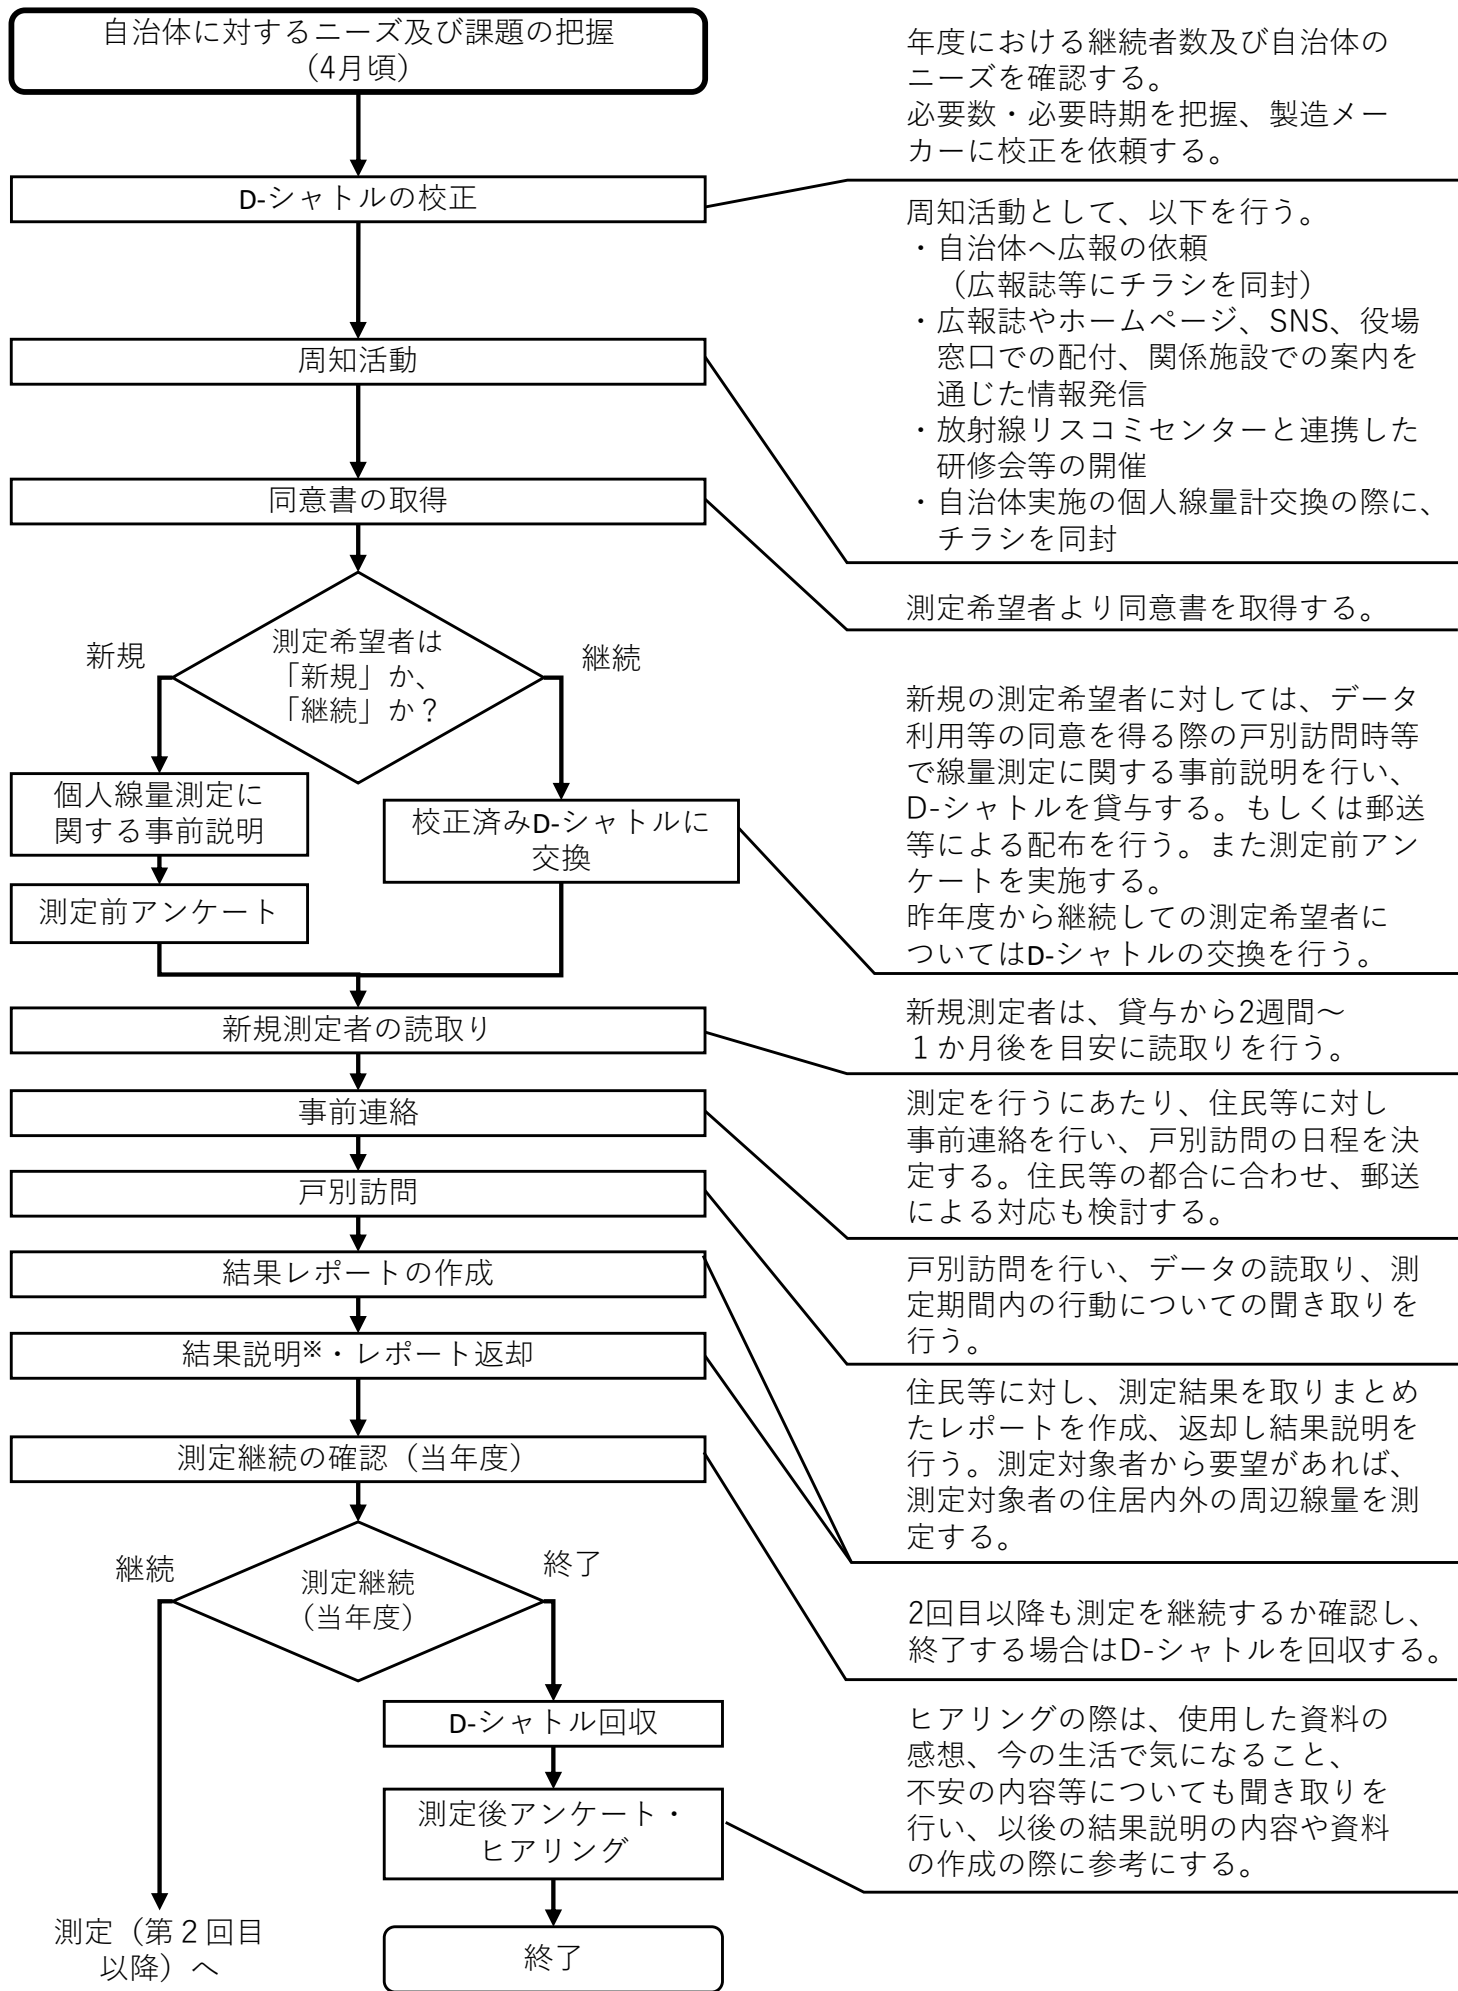 自治体に対するニーズ及び課題の把握
（4月頃）
D-シャトルの校正
周知活動
同意書の取得
測定希望者は
「新規」か、
「継続」か？
新規
継続
個人線量測定に
関する事前説明
測定前アンケート
校正済みD-シャトルに
交換
新規測定者の読取り
事前連絡
戸別訪問
結果レポートの作成
結果説明※・レポート返却
測定継続の確認（当年度）
測定継続
（当年度）
継続
終了
D-シャトル回収
測定後アンケート・
ヒアリング
測定（第２回目
以降）へ
終了
年度における継続者数及び自治体の
ニーズを確認する。
必要数・必要時期を把握、製造メー
カーに校正を依頼する。
周知活動として、以下を行う。
・自治体へ広報の依頼
（広報誌等にチラシを同封）
・広報誌やホームページ、SNS、役場
窓口での配付、関係施設での案内を
通じた情報発信
・放射線リスコミセンターと連携した
研修会等の開催
・自治体実施の個人線量計交換の際に、
チラシを同封
測定希望者より同意書を取得する。
新規の測定希望者に対しては、データ
利用等の同意を得る際の戸別訪問時等
で線量測定に関する事前説明を行い、
D-シャトルを貸与する。もしくは郵送
等による配布を行う。また測定前アン
ケートを実施する。
昨年度から継続しての測定希望者に
ついてはD-シャトルの交換を行う。
新規測定者は、貸与から2週間～
１か月後を目安に読取りを行う。
測定を行うにあたり、住民等に対し
事前連絡を行い、戸別訪問の日程を決
定する。住民等の都合に合わせ、郵送
による対応も検討する。
戸別訪問を行い、データの読取り、測
定期間内の行動についての聞き取りを
行う。
住民等に対し、測定結果を取りまとめ
たレポートを作成、返却し結果説明を
行う。測定対象者から要望があれば、
測定対象者の住居内外の周辺線量を測
定する。
2回目以降も測定を継続するか確認し、
終了する場合はD-シャトルを回収する。
ヒアリングの際は、使用した資料の
感想、今の生活で気になること、
不安の内容等についても聞き取りを
行い、以後の結果説明の内容や資料
の作成の際に参考にする。